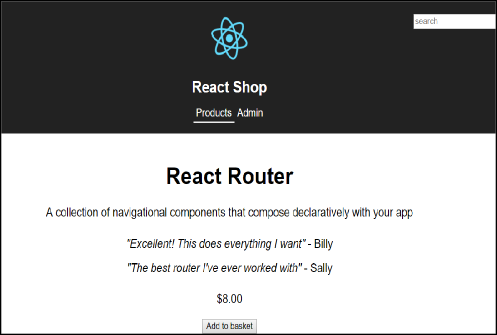 search
React Shop
Products Admin
React Router
A collection of navigational components that compose declaratively with your app
"Excellent! This does everything I want" - Billy
"The best router I've ever worked with" - Sally
$8.00
Add to basket